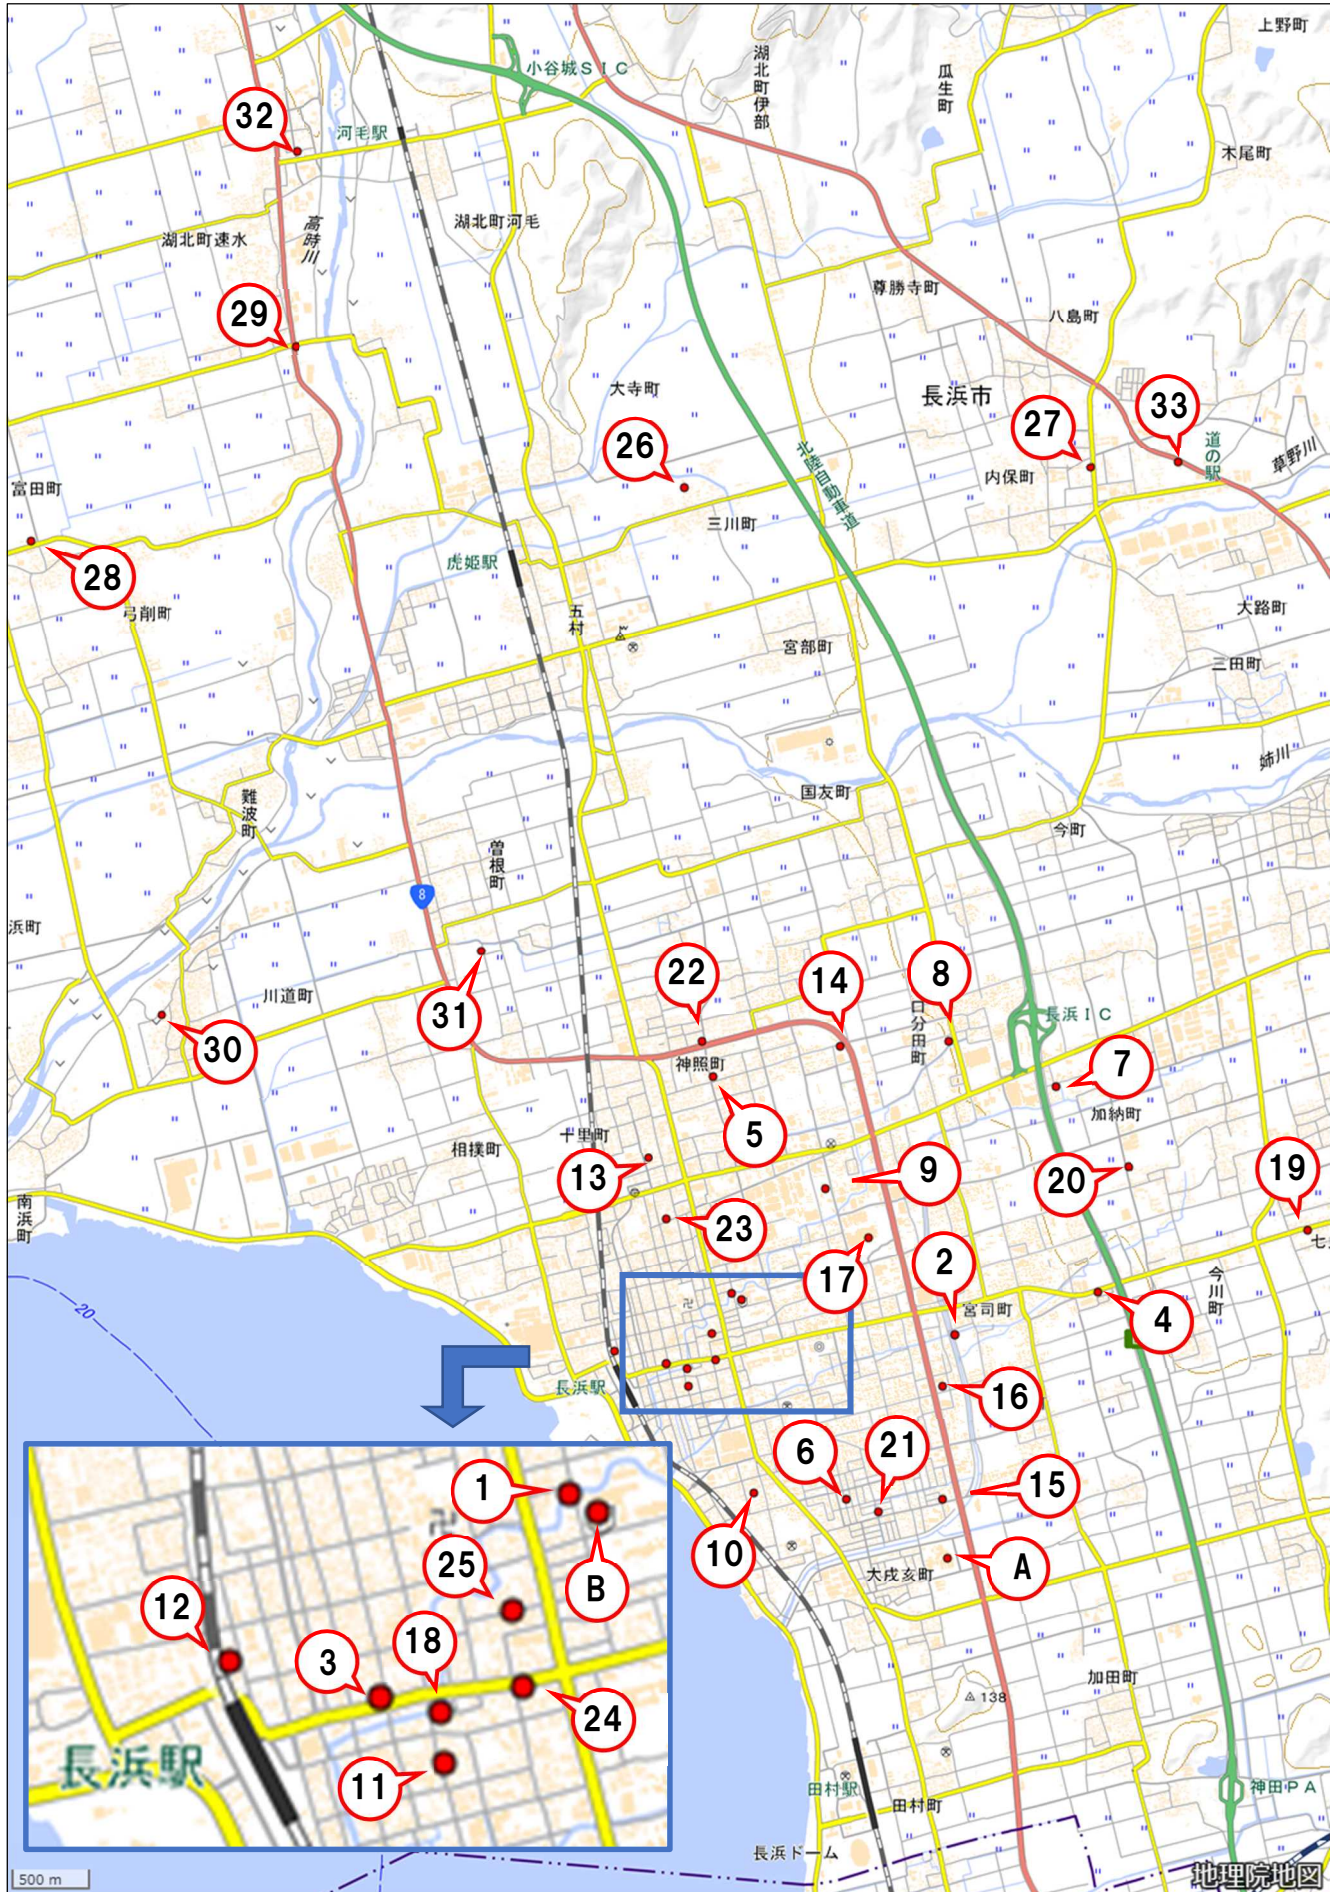 上野町
湖北町伊部
瓜生町
小谷城ＳＩＣ
32
河毛駅
木尾町
高時川
湖北町河毛
湖北町速水
尊勝寺町
29
八島町
大寺町
長浜市
33
27
26
道の駅
草野川
北陸自動車道
内保町
富田町
三川町
虎姫駅
28
弓削町
五村
大路町
宮部町
三田町
姉川
国友町
難波町
今町
曽根町
8
浜町
22
14
8
川道町
31
口分田町
長浜ＩＣ
30
神照町
7
加納町
5
十里町
相撲町
13
9
20
19
南浜町
23
2
七
17
今川町
20
宮司町
4
長浜駅
16
6
21
15
1
10
A
25
B
大戌亥町
12
18
3
24
加田町
138
長浜駅
11
田村駅
田村町
神田ＰＡ
長浜ドーム
500 m
地理院地図